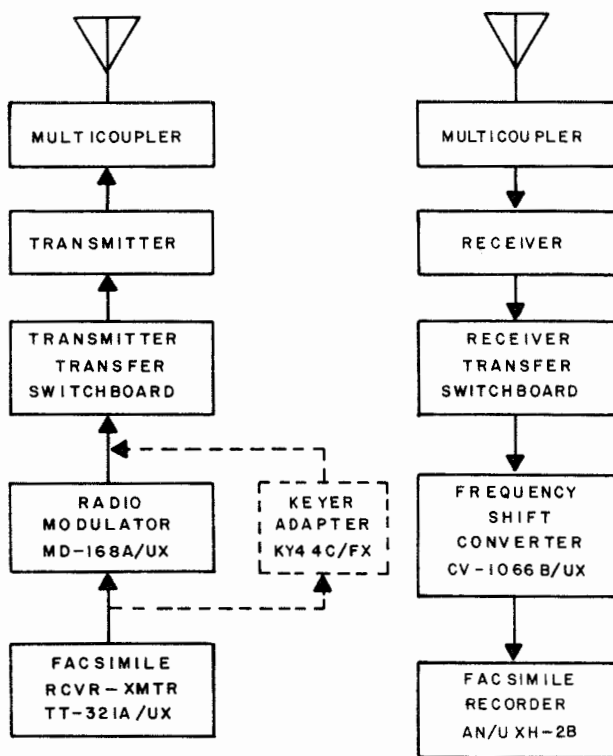 MULTICOUPLER
TRANSMITTER
TRANSMITTER
TRANSFER
SWITCHBOARD
RADIO
MODULATOR
MD-168A/UX
KEYER
ADAPTER
KY44C/FX
FACSIMILE
RCVR-XMTR
TT-321A/UX
MULTICOUPLER
RECEIVER
RECEIVER
TRANSFER
SWITCHBOARD
FREQUENCY
SHIFT
CONVERTER
CV-1066B/UX
FACSIMILE
RECORDER
AN/UXH-2B